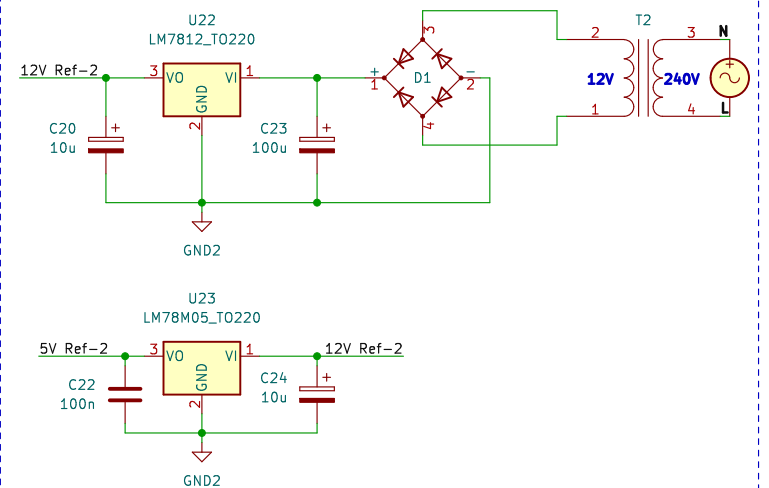 U22
LM7812_TO220
12V Ref-2
3
VO
VI
1
GND
2
C20
10u
+
C23
100u
+
+
1
D1
-
2
3
4
T2
2
1
12V
240V
3
4
N
L
+
GND2
U23
LM78M05_TO220
5V Ref-2
3
VO
VI
1
12V Ref-2
GND
2
C22
100n
C24
10u
+
GND2